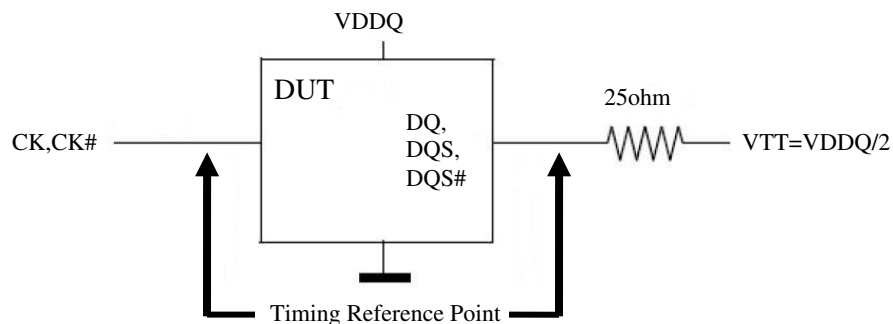 VDDQ
DUT
25ohm
CK,CK#
DQ,
DQS,
DQS#
VTT=VDDQ/2
Timing Reference Point